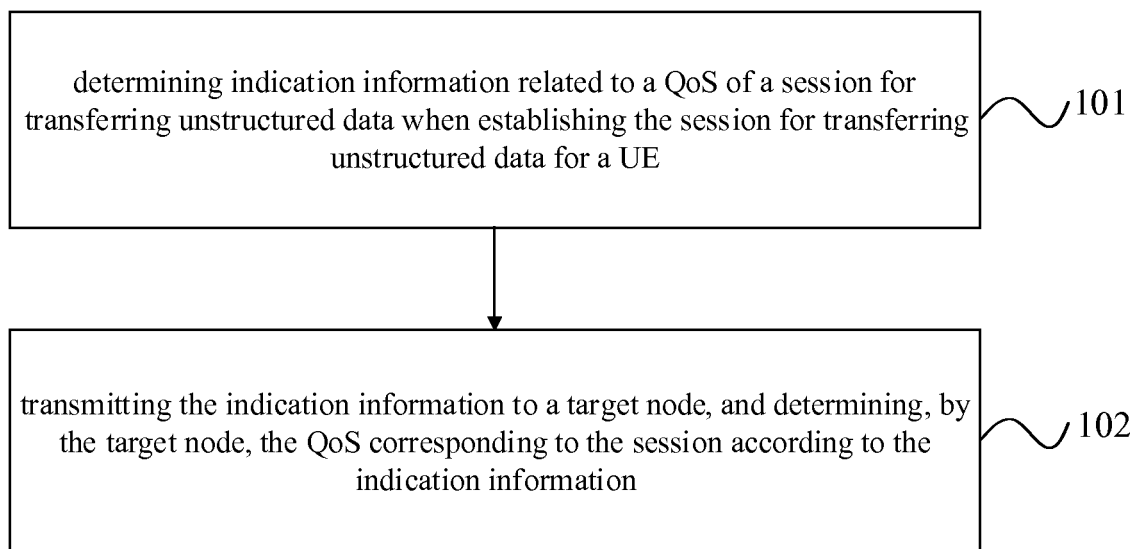 determining indication information related to a QoS of a session for
transferring unstructured data when establishing the session for transferring
unstructured data for a UE
101
transmitting the indication information to a target node, and determining, by
the target node, the QoS corresponding to the session according to the
indication information
102